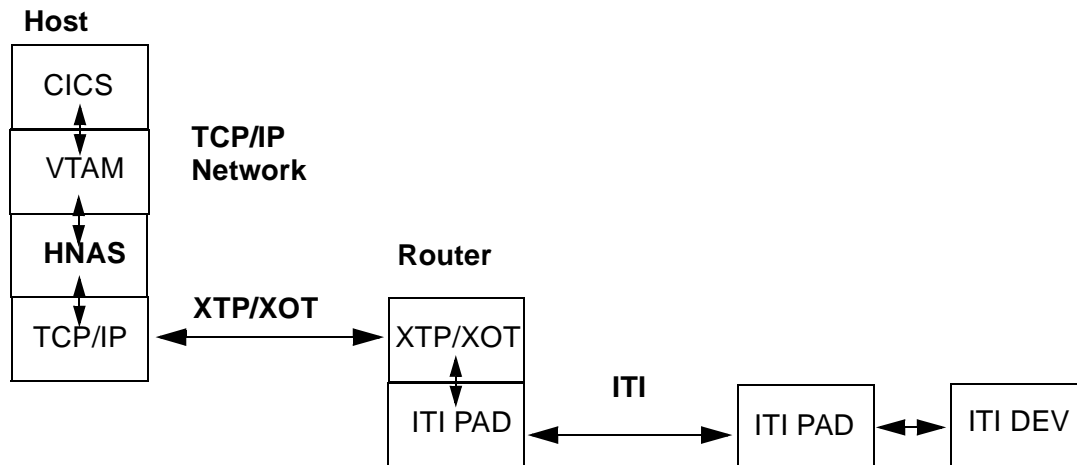 Host
CICS
VTAM
HNAS
TCP/IP
TCP/IP
Network
XTP/XOT
Router
XTP/XOT
ITI PAD
ITI
ITI PAD
ITI DEV